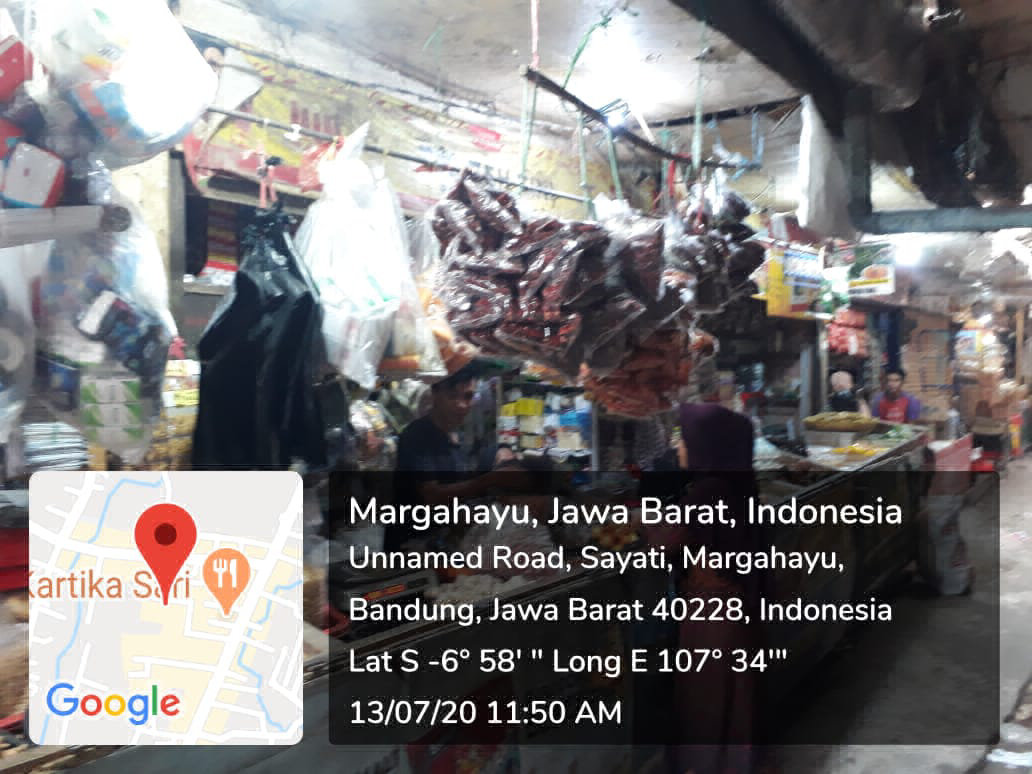 Margahayu, Jawa Barat, Indonesia
Unnamed Road, Sayati, Margahayu,
Bandung, Jawa Barat 40228, Indonesia
Lat S -6° 58' " Long E 107° 34'"
13/07/20 11:50 AM
Kartika Sari
Google